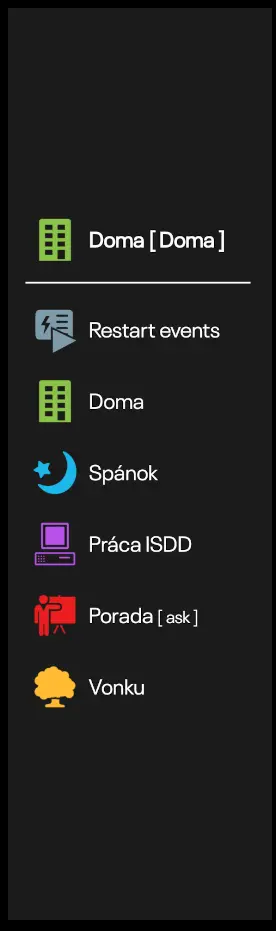 Doma [ Doma ]
Restart events
Doma
Spánok
Práca ISDD
Porada [ ask ]
Vonku